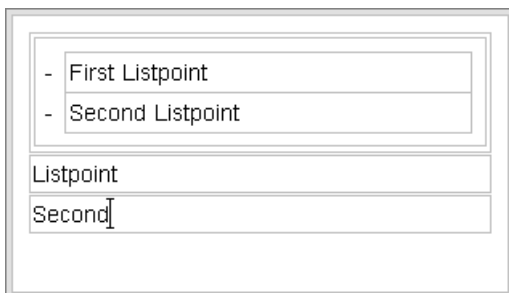 - First Listpoint
- Second Listpoint
Listpoint
Second